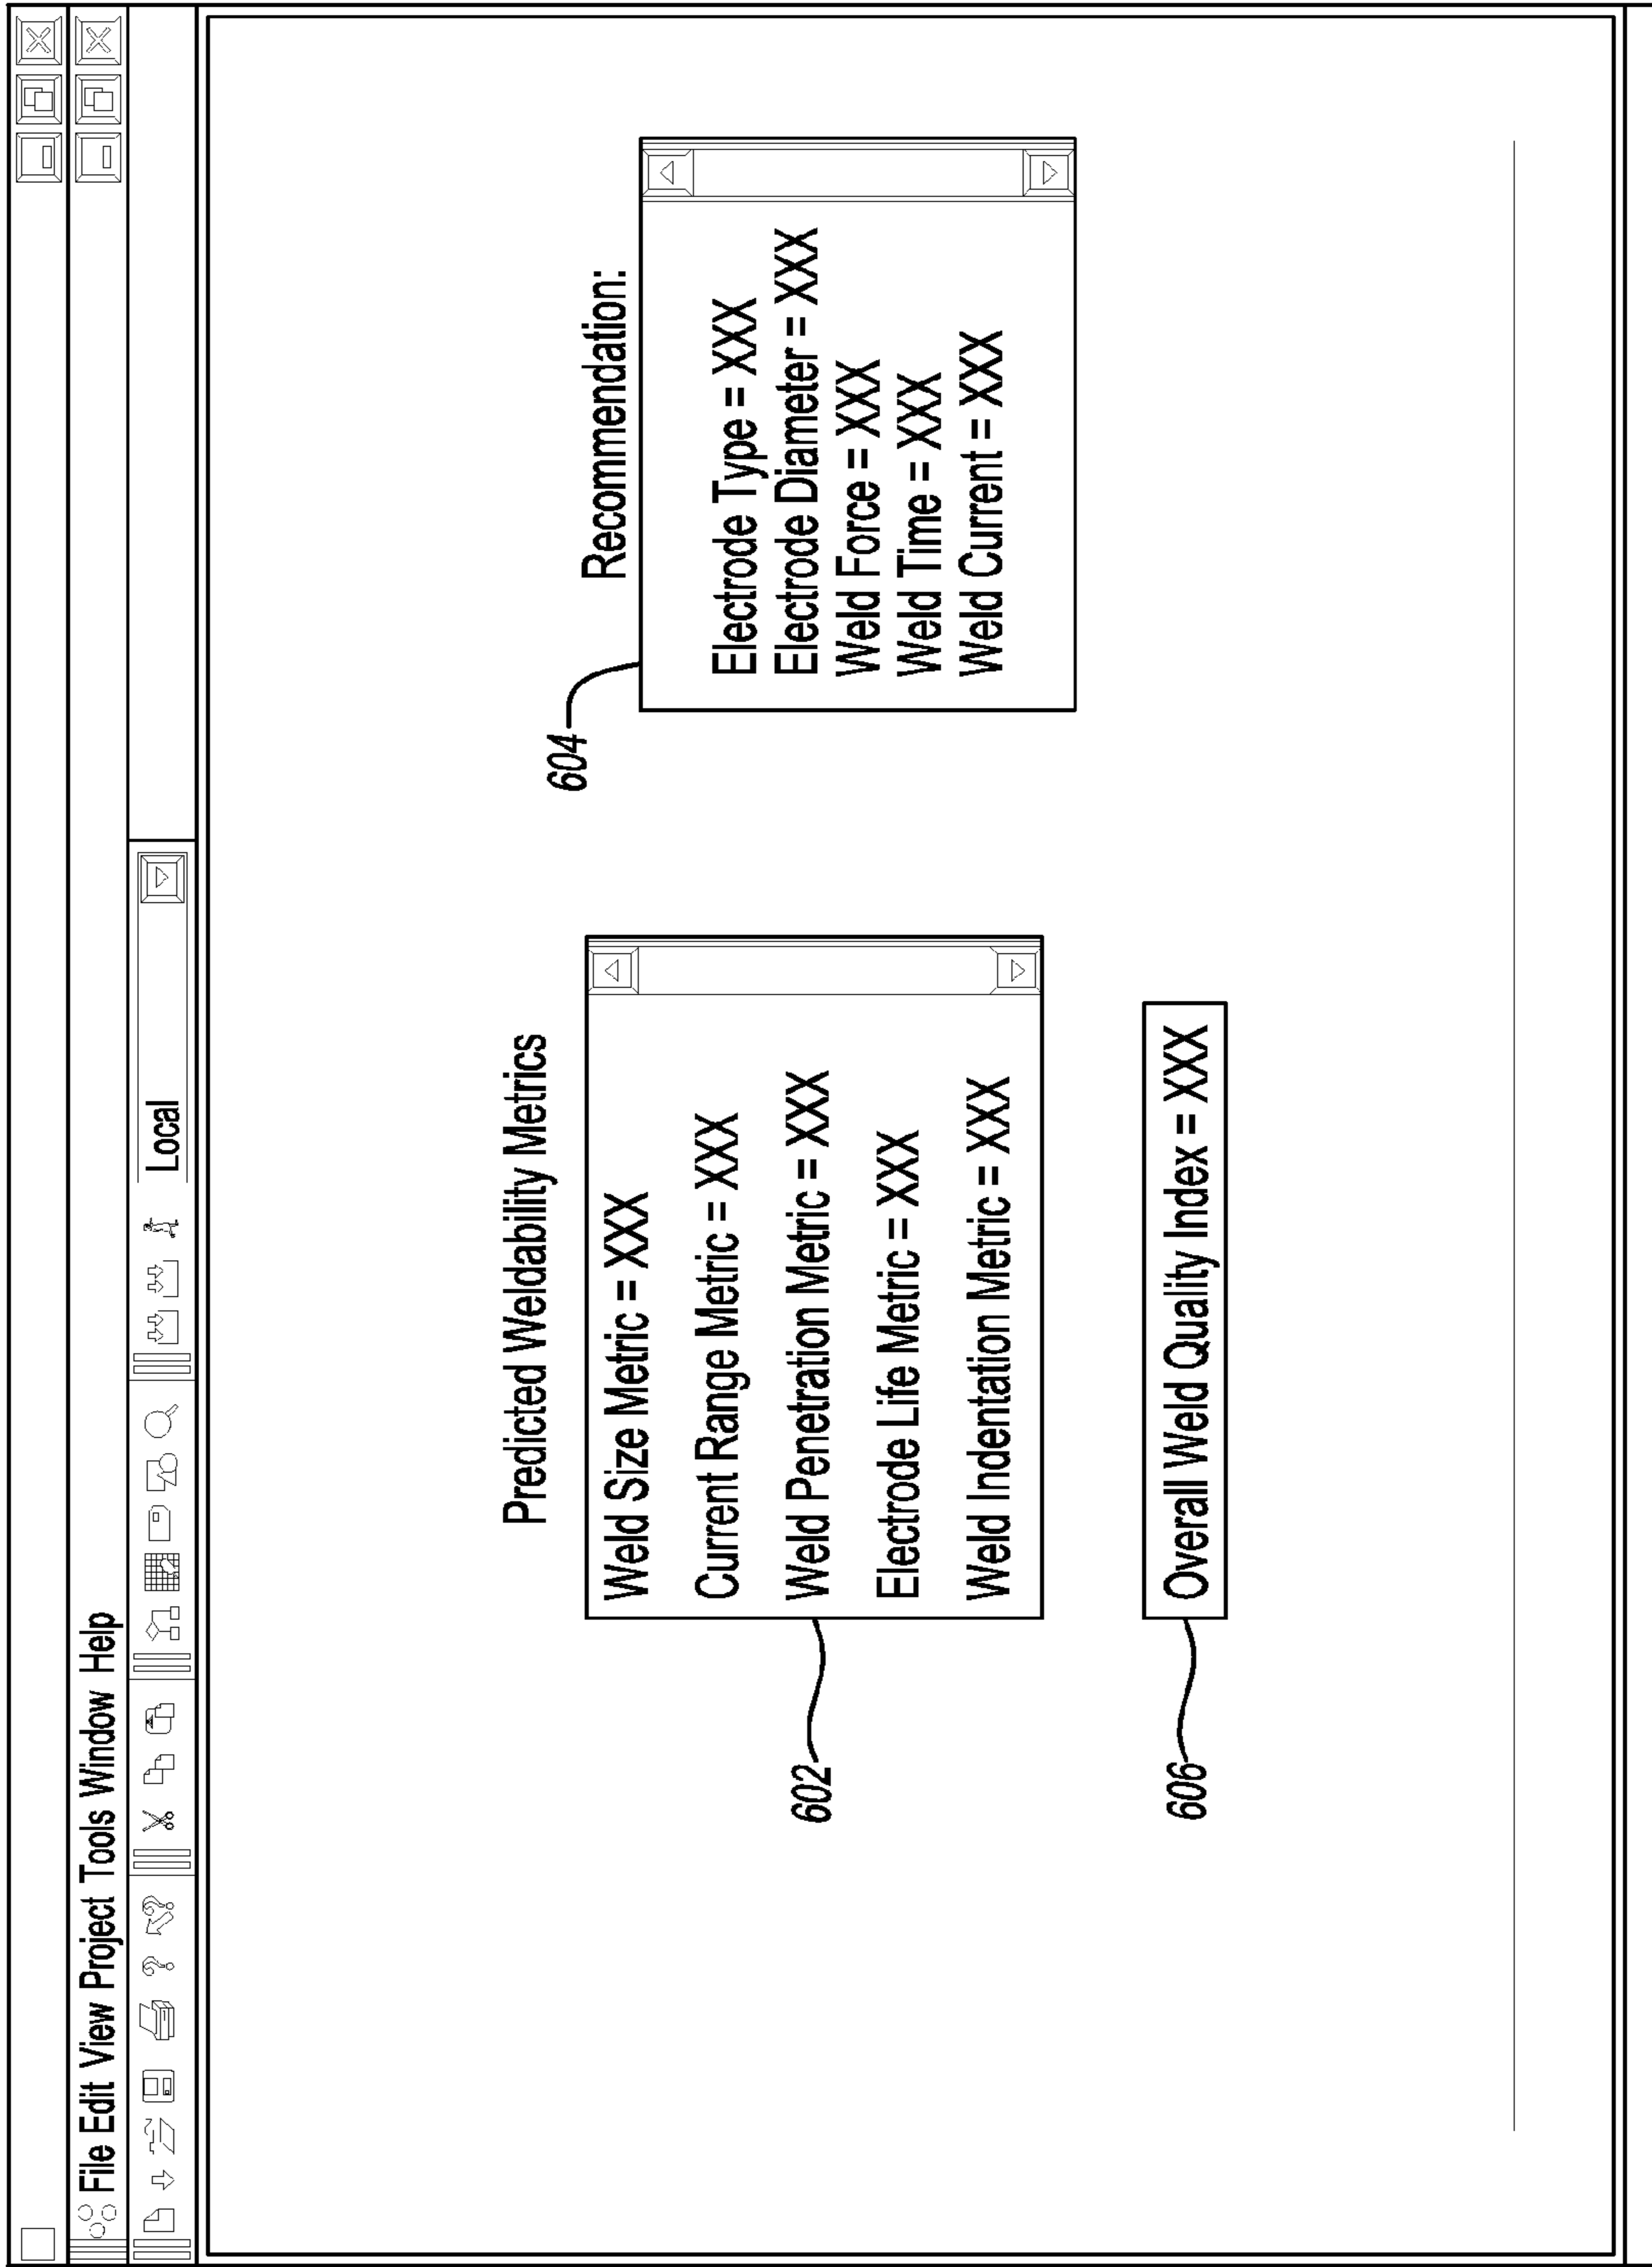 File Edit View Project Tools Window Help
Local
Predicted Weldability Metrics
Weld Size Metric = XXX
Current Range Metric = XXX
Weld Penetration Metric = XXX
Electrode Life Metric = XXX
Weld Indentation Metric = XXX
602
Overall Weld Quality Index = XXX
606
Recommendation:
604
Electrode Type = XXX
Electrode Diameter = XXX
Weld Force = XXX
Weld Time = XXX
Weld Current = XXX